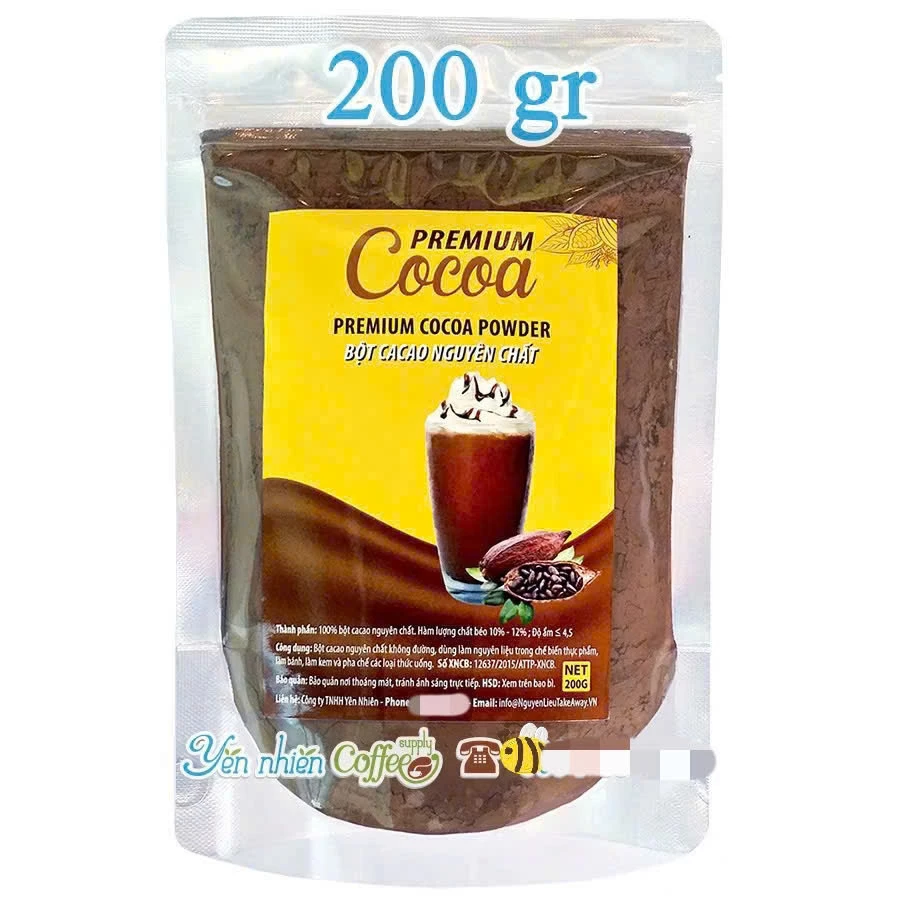 200 gr
PREMIUM
Cocoa
PREMIUM COCOA POWDER
BỘT CACAO NGUYÊN CHẤT
Thành phần: 100% bột cacao nguyên chất. Hàm lượng chất béo 10% - 12% ; Độ ẩm ≤ 4,5
Công dụng: Bột cacao nguyên chất không đường, dùng làm nguyên liệu trong chế biến thực phẩm,
làm bánh, làm kem và pha chế các loại thức uống. Số XNCB: 12637/2015/ATTP-XNCB.
Bảo quản: Bảo quản nơi thoáng mát, tránh ánh sáng trực tiếp. HSD: Xem trên bao bì.
NET
200G
Liên hệ: Công ty TNHH Yên Nhiên - Phone Email: info@NguyenLieuTakeAway.VN
Yên nhiên Coffee supply